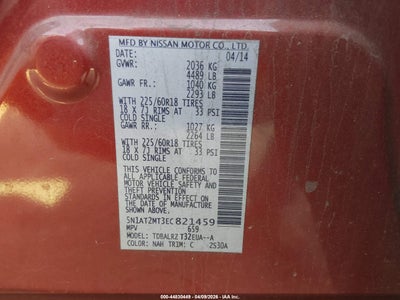 MFD BY NISSAN MOTOR CO., LTD.
04/14
GVWR: 2036 KG
4489 LB
GAWR FR.: 1040 KG
2293 LB
WITH 225/60R18 TIRES
18 X 7J RIMS AT 33 PSI
COLD SINGLE
GAWR RR.: 1027 KG
2264 LB
WITH 225/60R18 TIRES
18 X 7J RIMS AT 33 PSI
COLD SINGLE
THIS VEHICLE CONFORMS TO
ALL APPLICABLE U.S.
FEDERAL MOTOR VEHICLE
SAFETY AND THEFT PREVENTION
STANDARDS IN EFFECT ON
THE DATE OF MANUFACTURE
SHOWN ABOVE.
5N1AT2MT3EC821459
MPV 659
MODEL: TDBALRZ T32EUA--A
COLOR: NAH TRIM: C 2S3DA
000-44830449 - 04/09/2026 - IAA Inc.